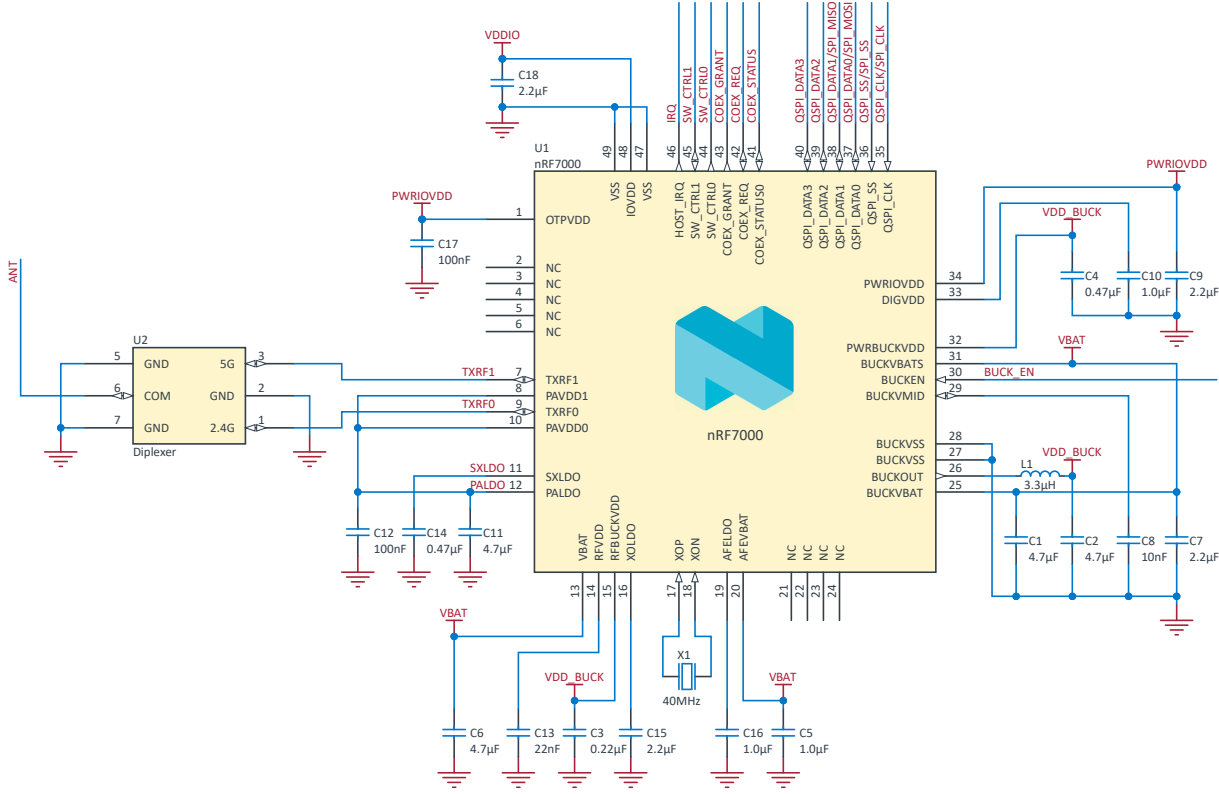 VDDIO
C18
2.2µF
IRQ
SW_CTRL1
SW_CTRL0
COEX_GRANT
COEX_REQ
COEX_STATUS
QSPI_DATA3
QSPI_DATA2
QSPI_DATA1/SPI_MISO
QSPI_DATA0/SPI_MOSI
QSPI_SS/SPI_SS
QSPI_CLK/SPI_CLK
U1
nRF7000
49
48
47
46
45
44
43
42
41
40
39
38
37
36
35
VSS
IOVDD
VSS
HOST_IRQ
SW_CTRL1
SW_CTRL0
COEX_GRANT
COEX_REQ
COEX_STATUS0
QSPI_DATA3
QSPI_DATA2
QSPI_DATA1
QSPI_DATA0
QSPI_SS
QSPI_CLK
PWRIOVDD
C17
100nF
1 OTPVDD
2 NC
3 NC
4 NC
5 NC
6 NC
TXRF1 7 TXRF1
8 PAVDD1
TXRF0 9 TXRF0
10 PAVDD0
SXLDO 11 SXLDO
PALDO 12 PALDO
ANT
U2
5 GND 5G 3
6 COM GND 2
7 GND 2.4G 1
Diplexer
C12
100nF
C14
0.47µF
C11
4.7µF
nRF7000
PWRIOVDD
VDD_BUCK
C4
0.47µF
C10
1.0µF
C9
2.2µF
PWRIOVDD 34
DIGVDD 33
PWRBUCKVDD 32
BUCKVBATS 31
VBAT
BUCKEN 30 BUCK_EN
BUCKVMID 29
BUCKVSS 28
BUCKVSS 27
BUCKOUT 26
BUCKVBAT 25
L1
3.3µH
VDD_BUCK
C1
4.7µF
C2
4.7µF
C8
10nF
C7
2.2µF
VBAT
RFVDD
RFBUCKVDD
XOLDO
XOP
XON
AFELDO
AFEVBAT
NC
NC
NC
NC
13
14
15
16
17
18
19
20
21
22
23
24
VBAT
C6
4.7µF
C13
22nF
VDD_BUCK
C3
0.22µF
C15
2.2µF
X1
40MHz
C16
1.0µF
VBAT
C5
1.0µF